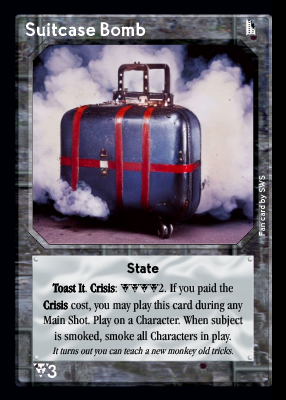 Suitcase Bomb
Fan card by SWS
State
Toast It. Crisis: 2. If you paid the
Crisis cost, you may play this card during any
Main Shot. Play on a Character. When subject
is smoked, smoke all Characters in play.
It turns out you can teach a new monkey old tricks.
3